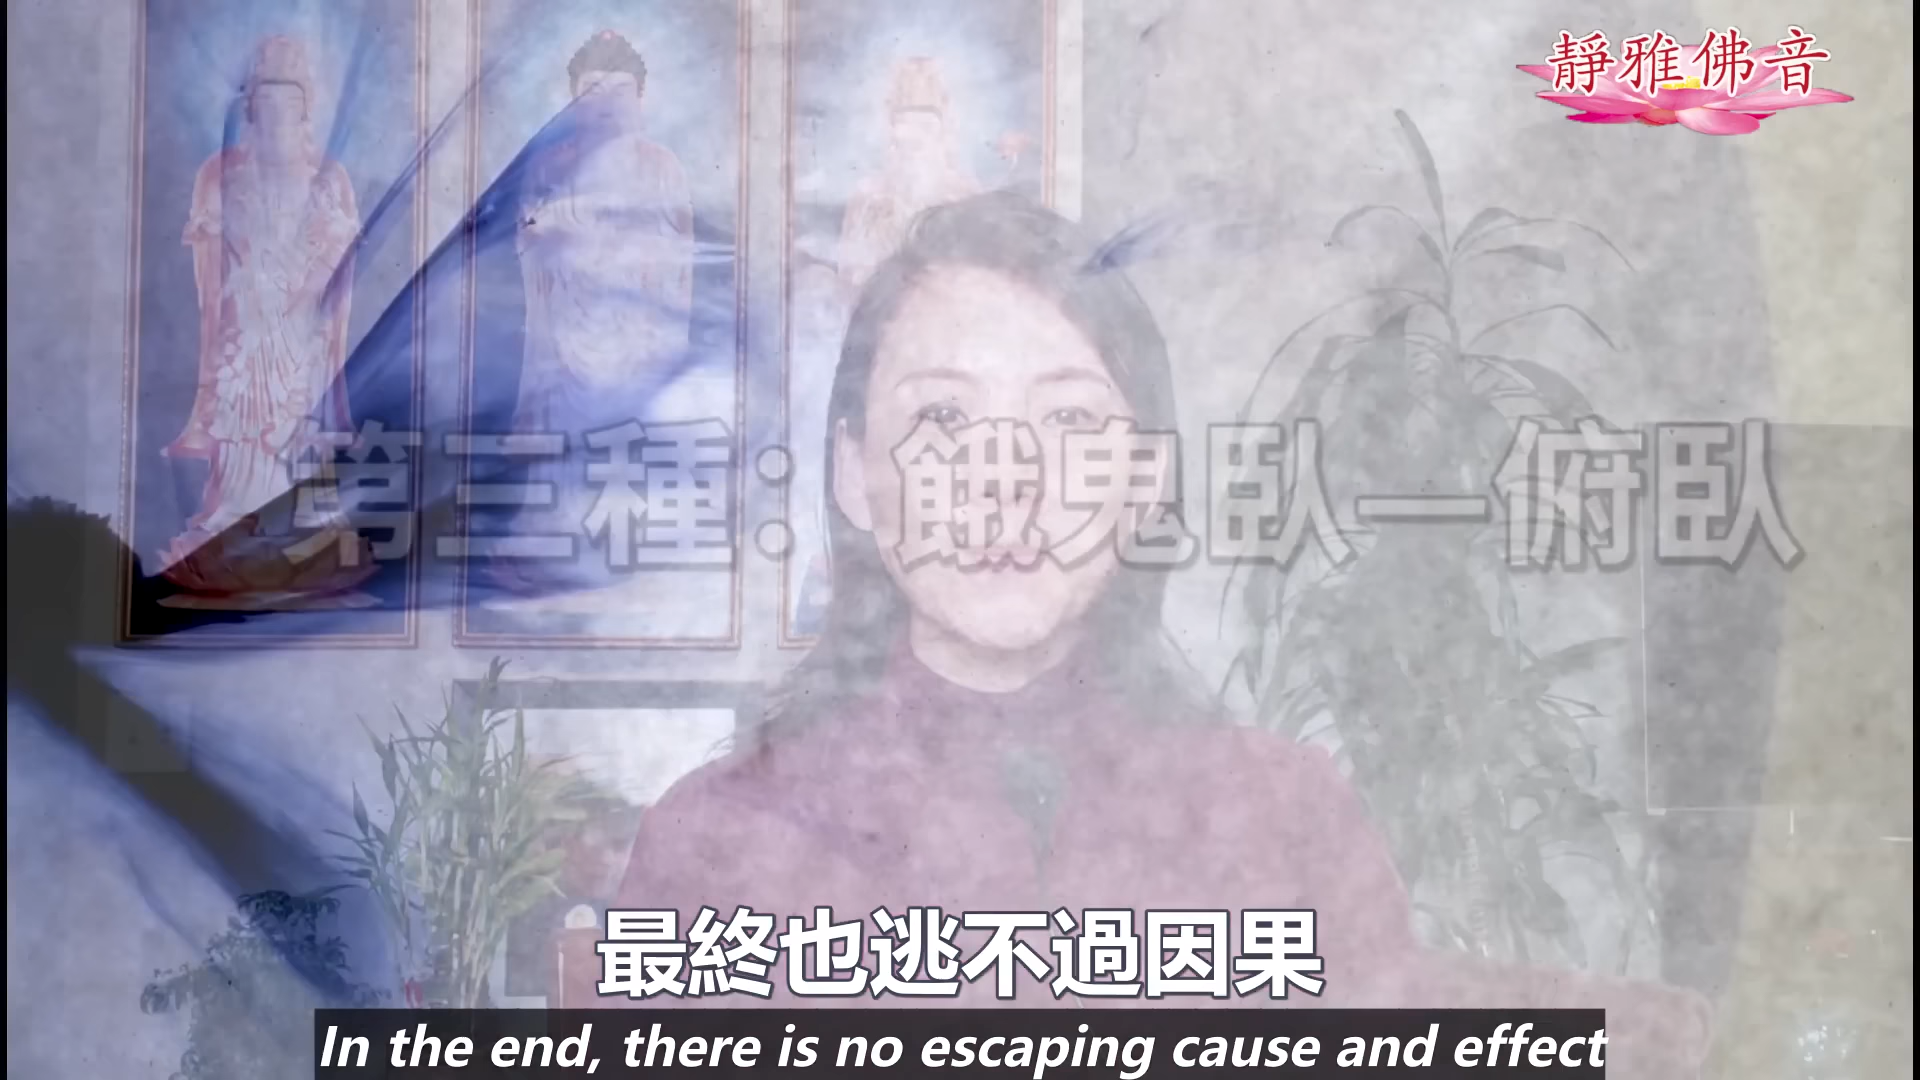 靜雅佛音
第三種：餓鬼臥—俯臥
最終也逃不過因果
In the end, there is no escaping cause and effect